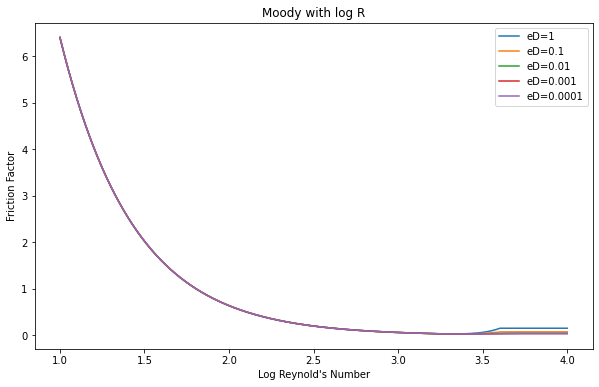 Moody with log R
eD=1
eD=0.1
eD=0.01
eD=0.001
eD=0.0001
Friction Factor
6
5
4
3
2
1
0
1.0 1.5 2.0 2.5 3.0 3.5 4.0
Log Reynold's Number